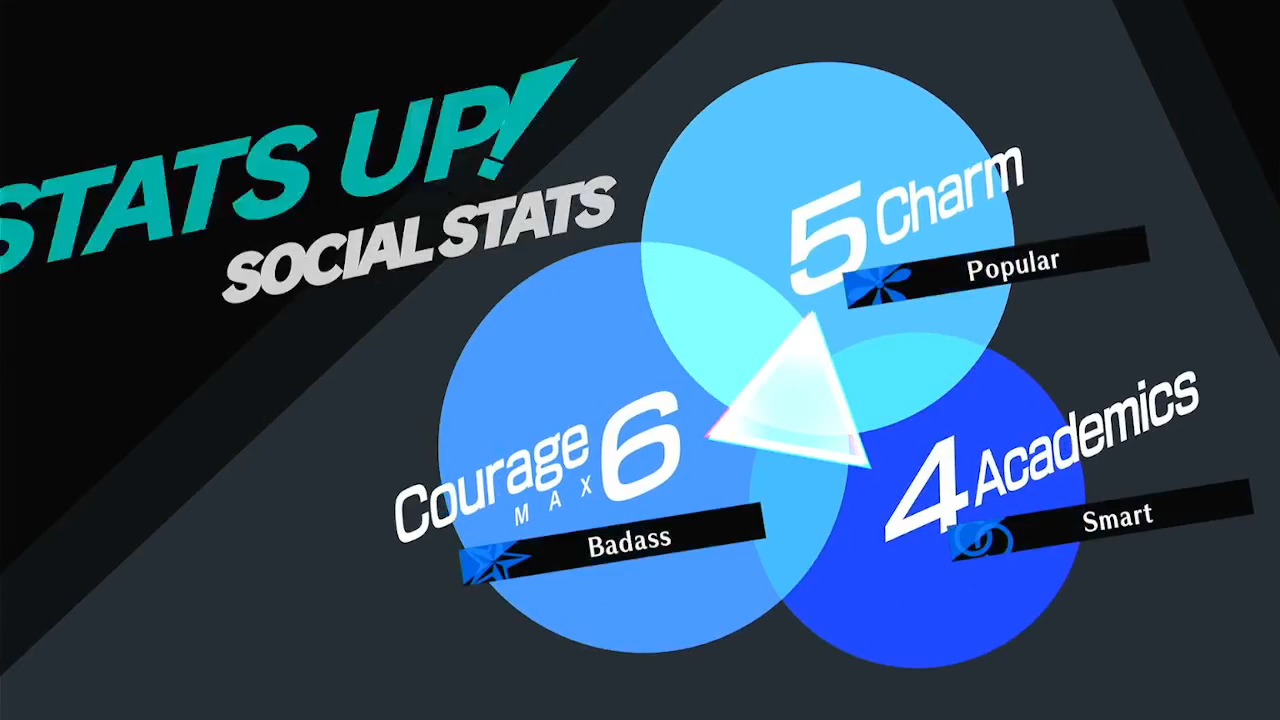 STATS UP!
SOCIAL STATS
5 Charm
Popular
Courage 6
MAX
Badass
4 Academics
Smart